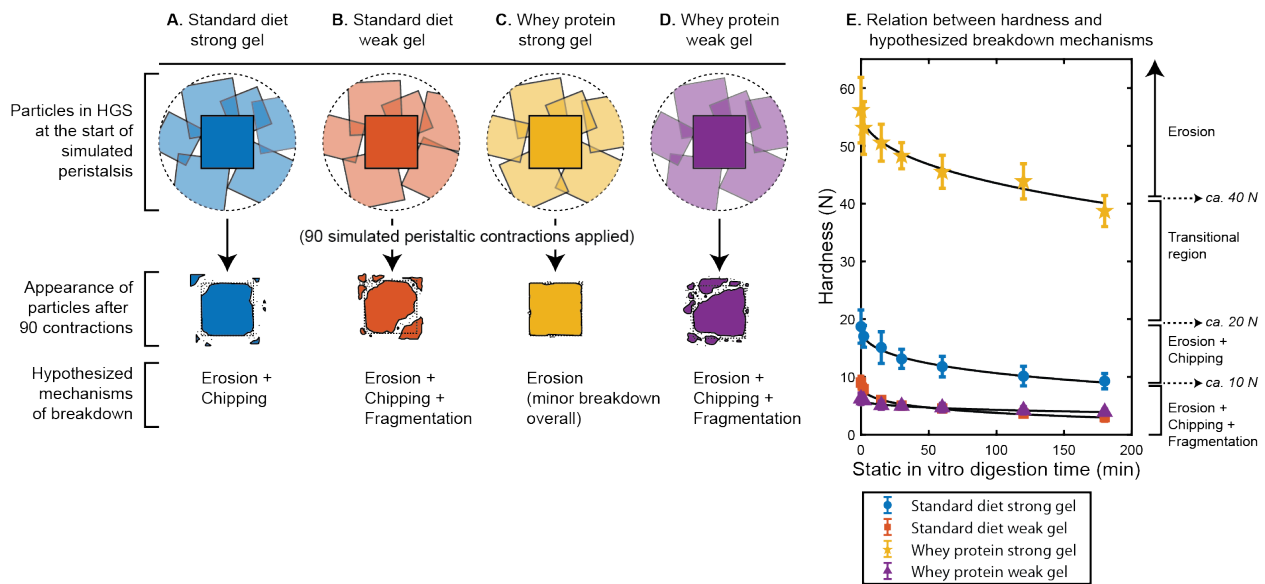 A. Standard diet
strong gel
B. Standard diet
weak gel
C. Whey protein
strong gel
D. Whey protein
weak gel
E. Relation between hardness and
hypothesized breakdown mechanisms
Particles in HGS
at the start of
simulated
peristalsis
(90 simulated peristaltic contractions applied)
Appearance of
particles after
90 contractions
Hypothesized
mechanisms
of breakdown
Erosion +
Chipping
Erosion +
Chipping +
Fragmentation
Erosion
(minor breakdown
overall)
Erosion +
Chipping +
Fragmentation
Hardness (N)
60
50
40
30
20
10
0
0
50
100
150
200
Static in vitro digestion time (min)
Erosion
ca. 40 N
Transitional
region
ca. 20 N
Erosion +
Chipping
ca. 10 N
Erosion +
Chipping +
Fragmentation
Standard diet strong gel
Standard diet weak gel
Whey protein strong gel
Whey protein weak gel